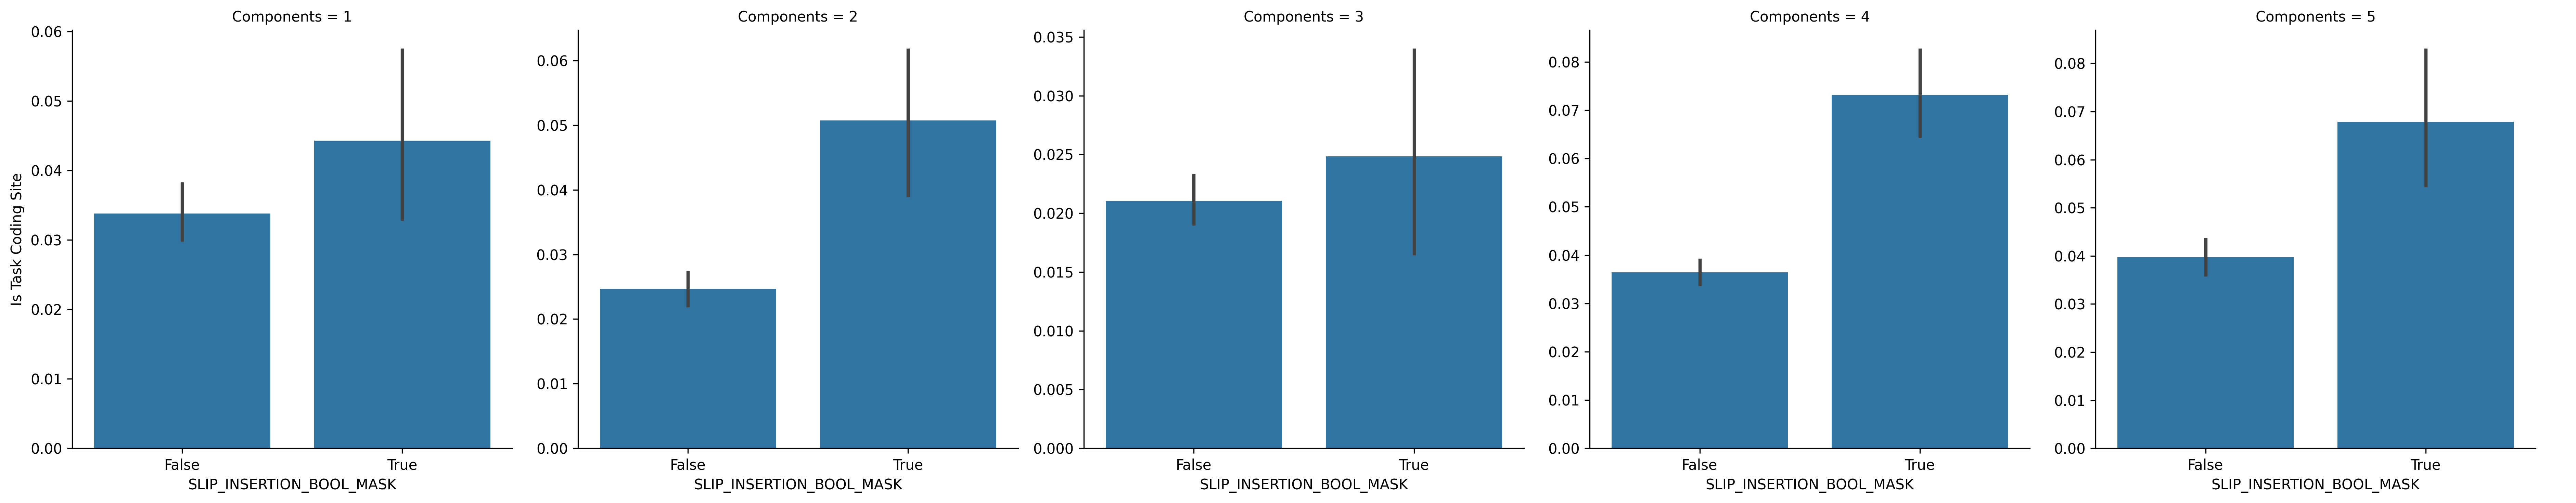 Components = 1
Components = 2
Components = 3
Components = 4
Components = 5
Is Task Coding Site
0.06
0.05
0.04
0.03
0.02
0.01
0.00
False
True
SLIP_INSERTION_BOOL_MASK
0.06
0.05
0.04
0.03
0.02
0.01
0.00
False
True
SLIP_INSERTION_BOOL_MASK
0.035
0.030
0.025
0.020
0.015
0.010
0.005
0.000
False
True
SLIP_INSERTION_BOOL_MASK
0.08
0.07
0.06
0.05
0.04
0.03
0.02
0.01
0.00
False
True
SLIP_INSERTION_BOOL_MASK
0.08
0.07
0.06
0.05
0.04
0.03
0.02
0.01
0.00
False
True
SLIP_INSERTION_BOOL_MASK